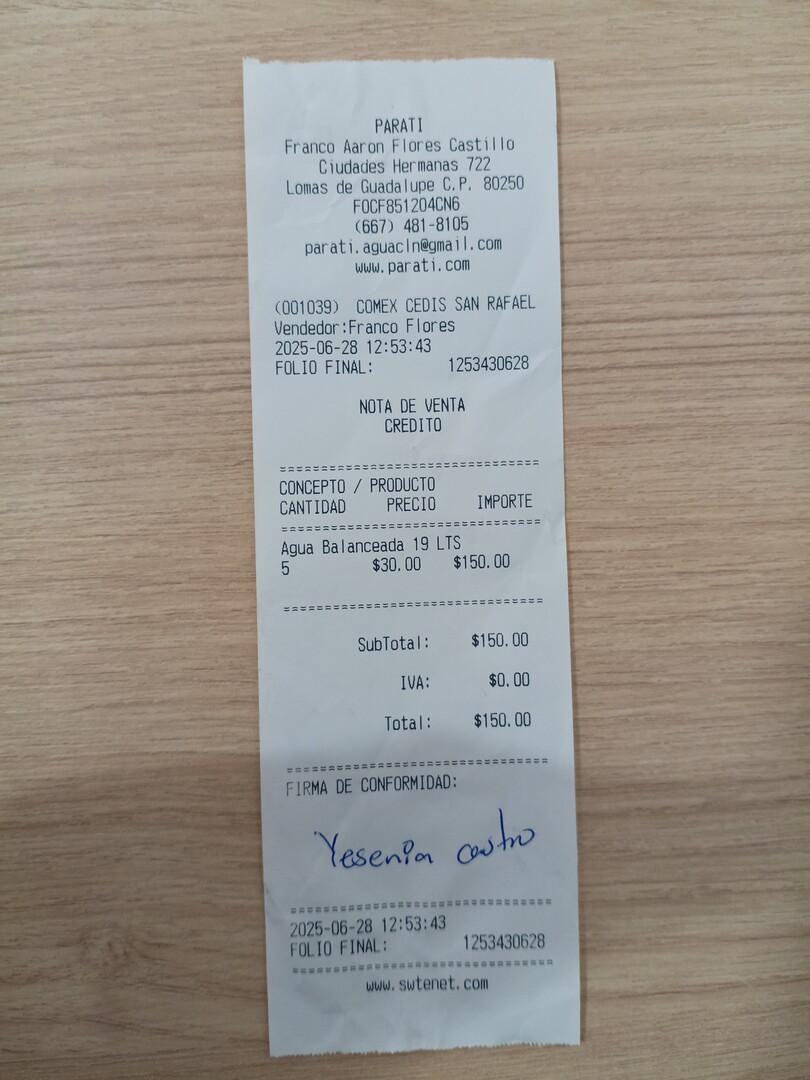 PARATI
Franco Aaron Flores Castillo
Ciudades Hermanas 722
Lomas de Guadalupe C.P. 80250
FOCF851204CN6
(667) 481-8105
parati.aguacln@gmail.com
www.parati.com
(001039) COMEX CEDIS SAN RAFAEL
Vendedor:Franco Flores
2025-06-28 12:53:43
FOLIO FINAL: 1253430628
NOTA DE VENTA
CREDITO
================================
CONCEPTO / PRODUCTO
CANTIDAD PRECIO IMPORTE
================================
Agua Balanceada 19 LTS
5 $30.00 $150.00
================================
SubTotal: $150.00
IVA: $0.00
Total: $150.00
================================
FIRMA DE CONFORMIDAD:
Yesenia castro
================================
2025-06-28 12:53:43
FOLIO FINAL: 1253430628
================================
www.swtenet.com